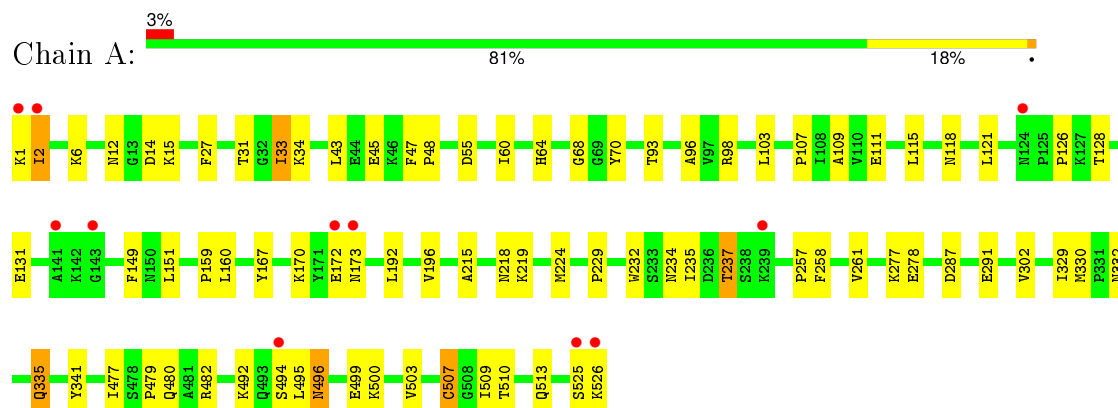 3%
Chain A:
81% 18% •
K1 I2 K6 N12 G13 D14 K15 F27 T31 G32 I33 K34 L43 E44 E45 K46 F47 P48 D55 I60 H64 G68 G69 Y70 T93 A96 V97 R98 L103 P107 I108 A109 V110 E111 L115 N118 L121 N124 P125 P126 K127 T128
E131 A141 K142 G143 F149 N150 L151 P159 L160 Y167 K170 Y171 E172 N173 L192 V196 A215 N218 K219 M224 P229 W232 S233 N234 I235 D236 T237 S238 K239 P257 F258 V261 K277 E278 D287 E291 V302 I329 M330 P331 N332
Q335 Y341 I477 S478 P479 Q480 A481 R482 K492 Q493 S494 L495 N496 E499 K500 V503 C507 G508 I509 T510 Q513 S525 K526